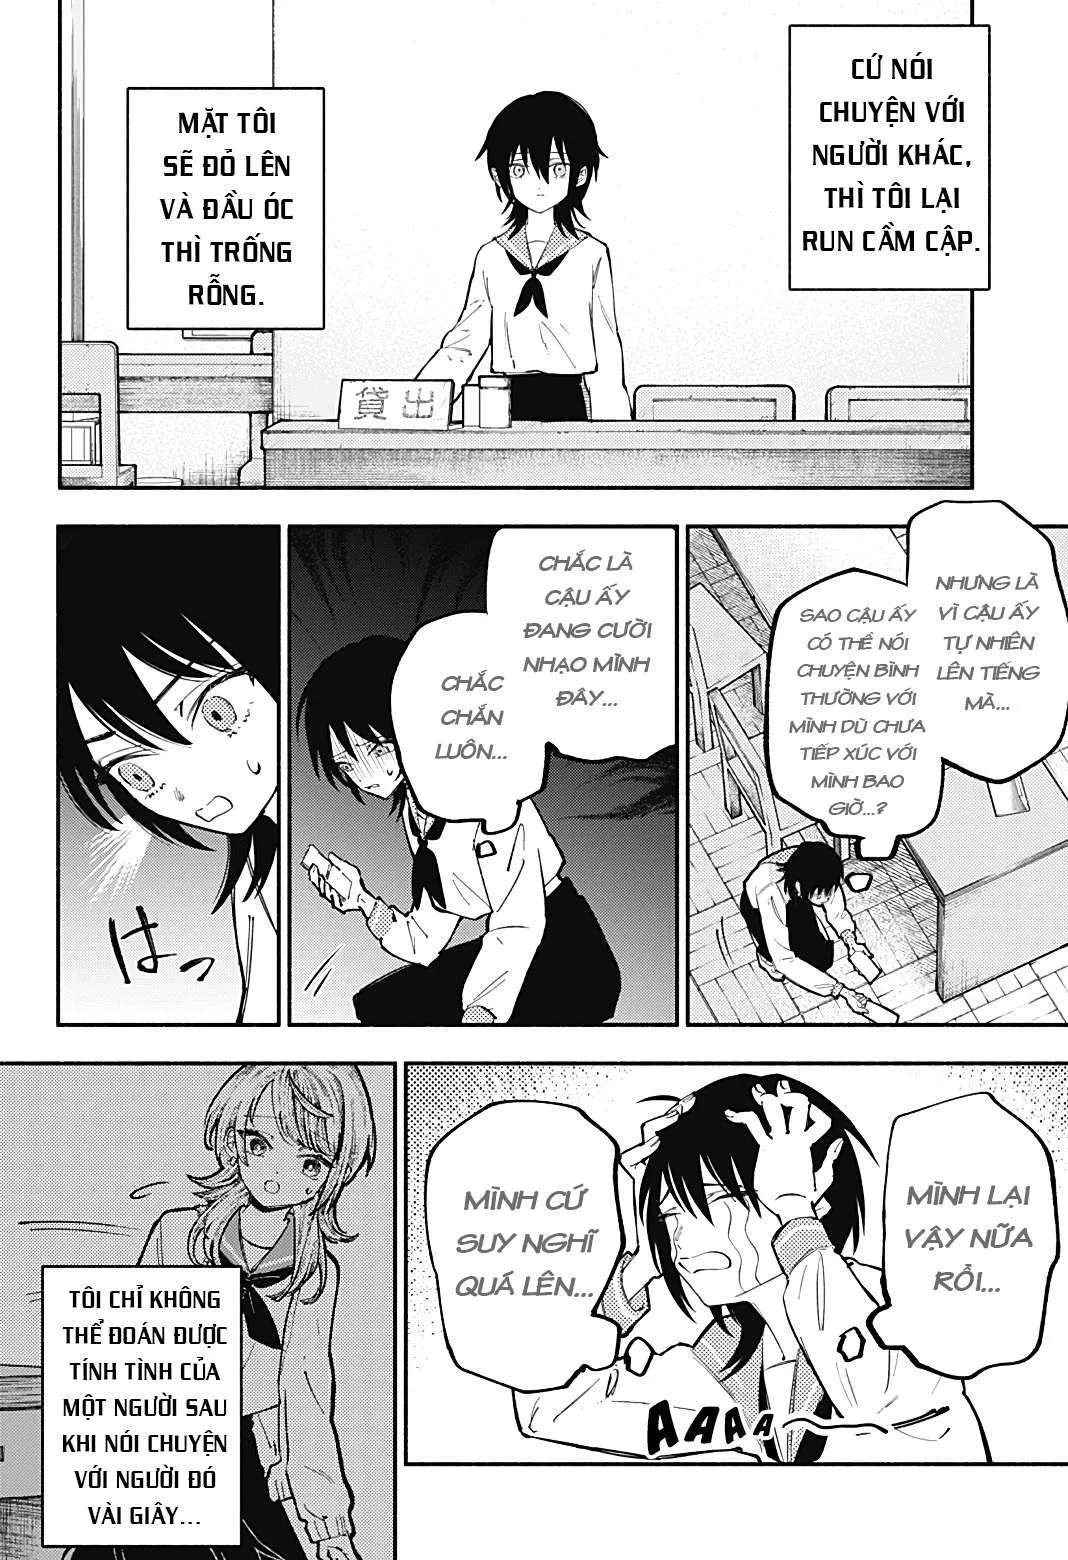 CỨ NÓI
CHUYỆN VỚI
NGƯỜI KHÁC,
THÌ TÔI LẠI
RUN CẦM CẬP.
MẶT TÔI
SẼ ĐỎ LÊN
VÀ ĐẦU ÓC
THÌ TRỐNG
RỖNG.
貸出
NHƯNG LÀ
VÌ CẬU ẤY
TỰ NHIÊN
LÊN TIẾNG
MÀ...
SAO CẬU ẤY
CÓ THỂ NÓI
CHUYỆN BÌNH
THƯỜNG VỚI
MÌNH DÙ CHƯA
TIẾP XÚC VỚI
MÌNH BAO
GIỜ...?
CHẮC LÀ
CẬU ẤY
ĐANG CƯỜI
NHẠO MÌNH
ĐÂY...
CHẮC
CHẮN
LUÔN...
はっ
MÌNH LẠI
VẬY NỮA
RỒI...
MÌNH CỨ
SUY NGHĨ
QUÁ LÊN...
AAAA
TÔI CHỈ KHÔNG
THỂ ĐOÁN ĐƯỢC
TÍNH TÌNH CỦA
MỘT NGƯỜI SAU
KHI NÓI CHUYỆN
VỚI NGƯỜI ĐÓ
VÀI GIÂY...